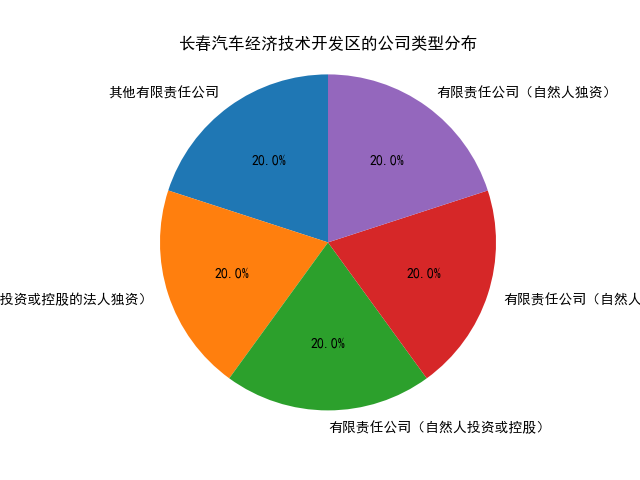 长春汽车经济技术开发区的公司类型分布
其他有限责任公司
有限责任公司（自然人独资）
20.0%
20.0%
20.0%
20.0%
投资或控股的法人独资）
有限责任公司（自然人
20.0%
有限责任公司（自然人投资或控股）